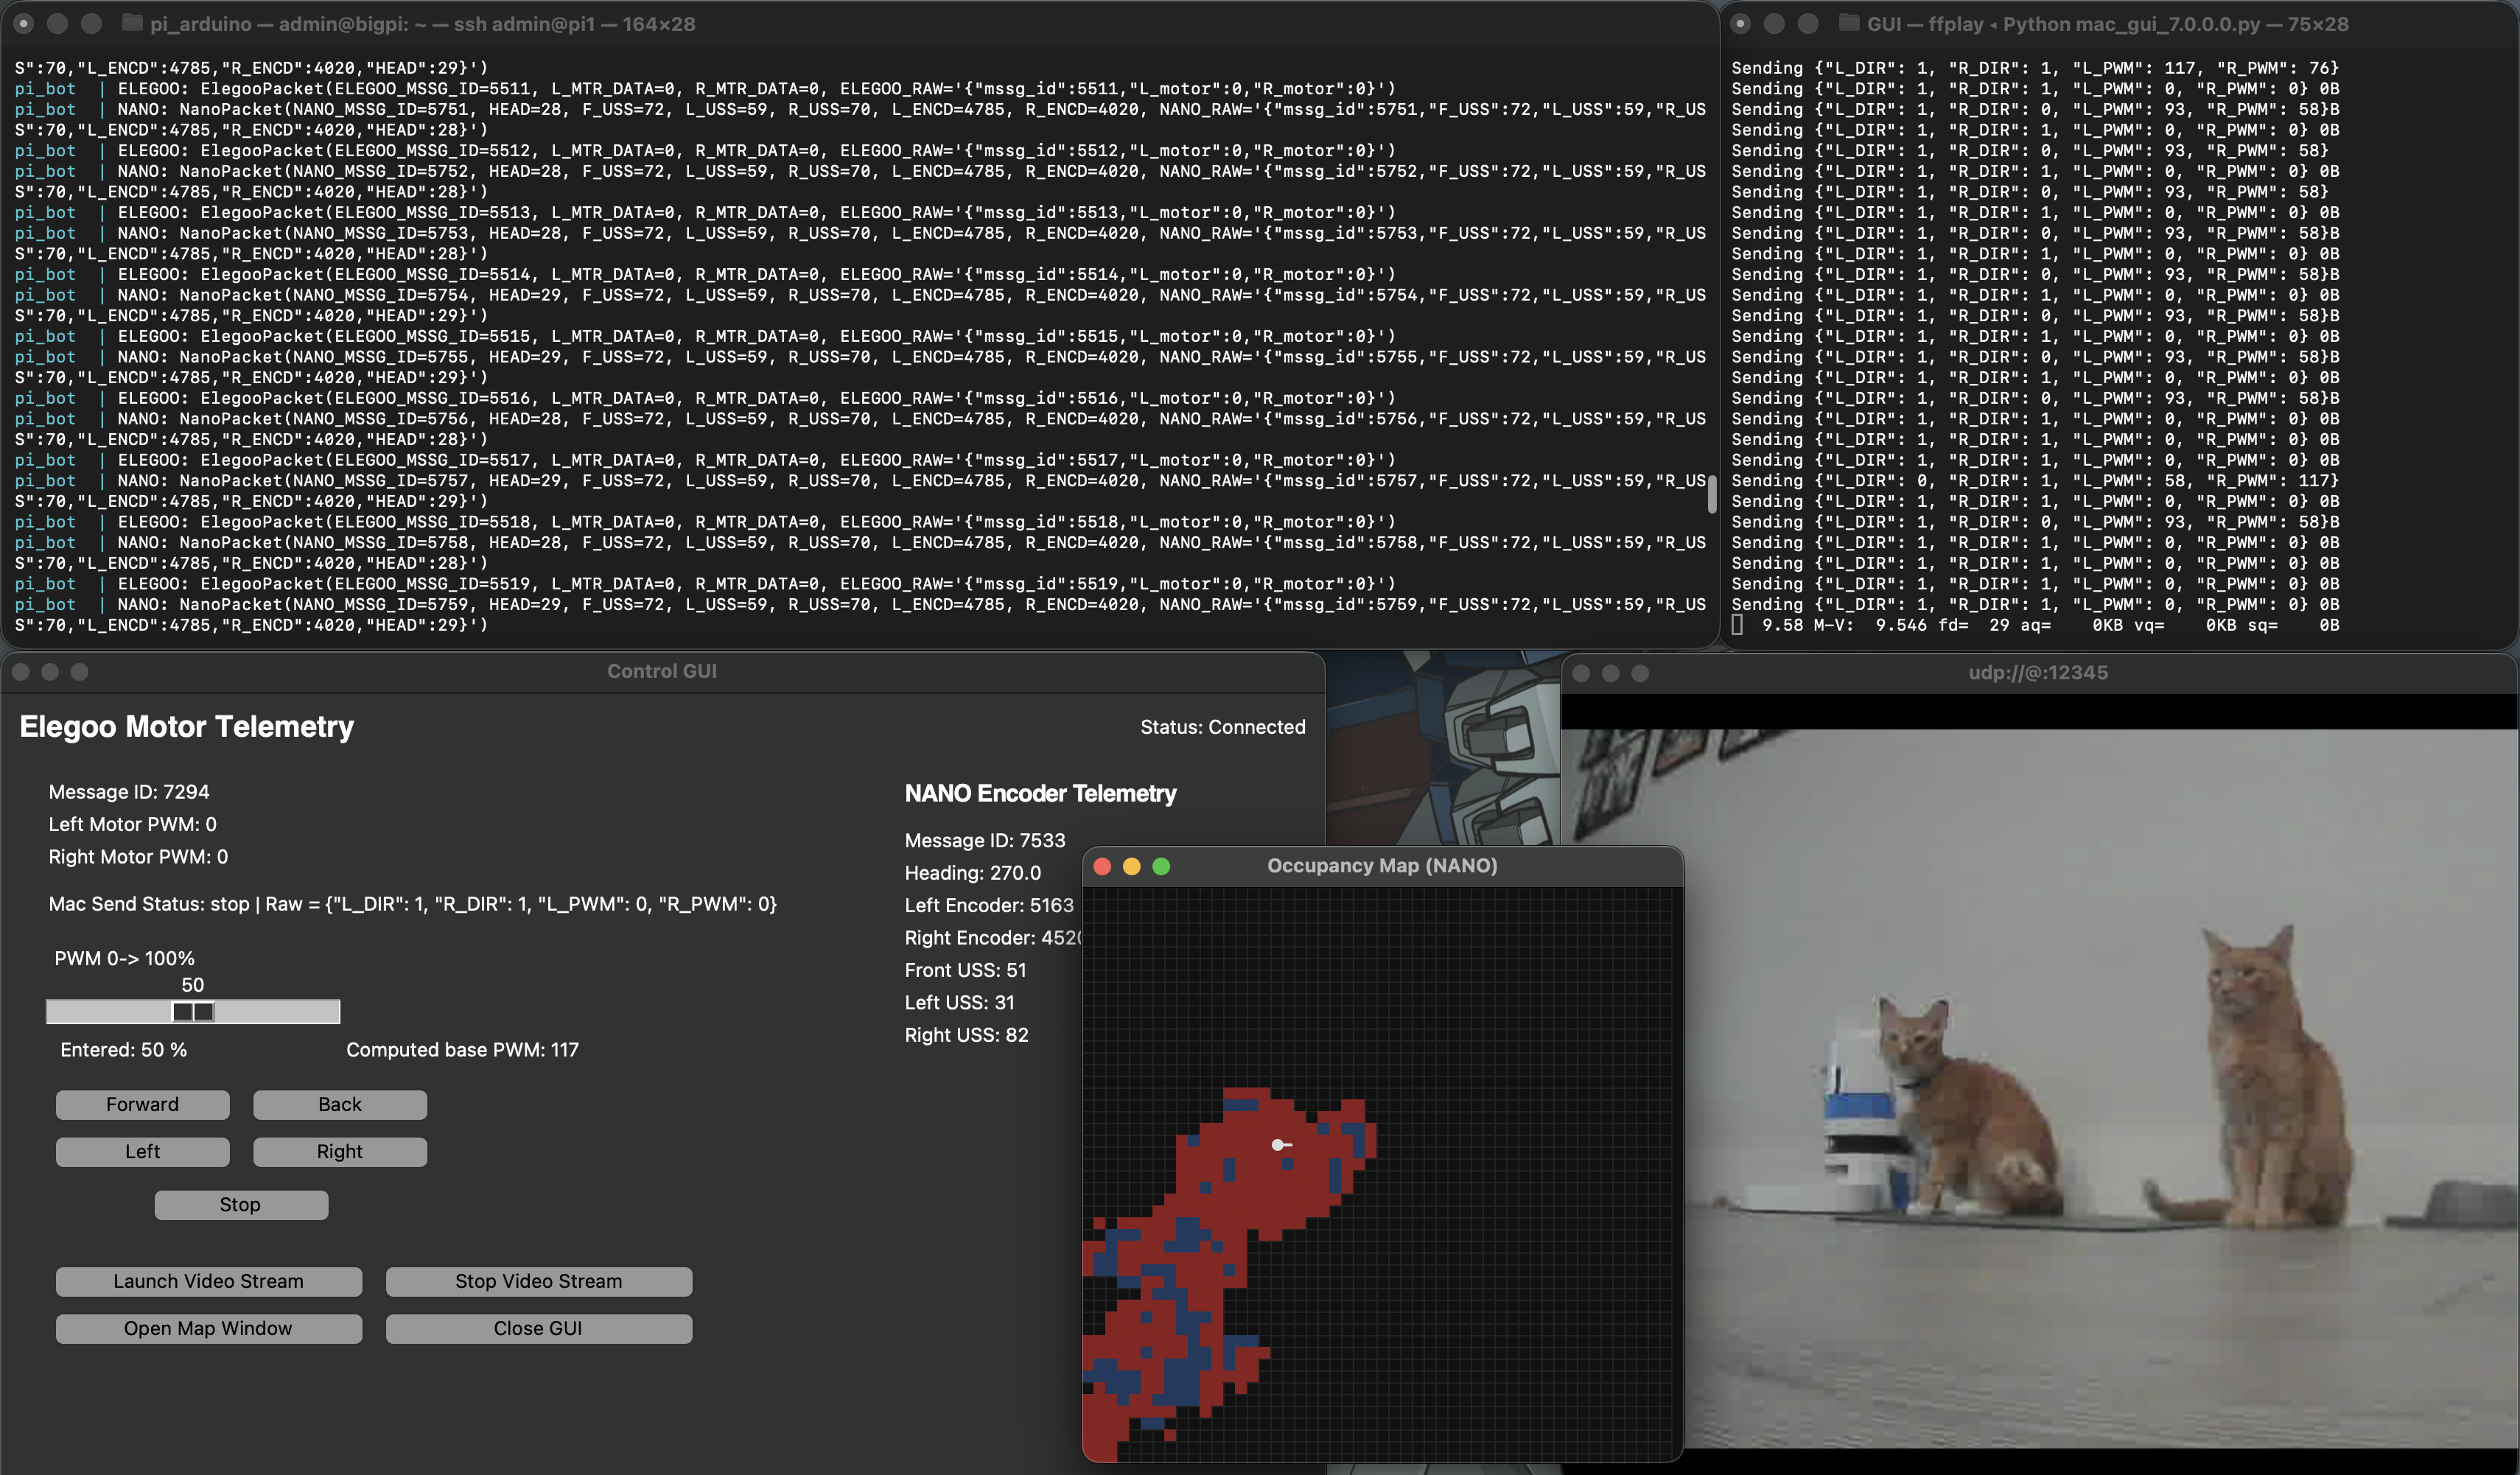 pi_arduino — admin@bigpi: ~ — ssh admin@pi1 — 164×28
S":70,"L_ENCD":4785,"R_ENCD":4020,"HEAD":29}')
pi_bot | ELEGOO: ElegooPacket(ELEGOO_MSSG_ID=5511, L_MTR_DATA=0, R_MTR_DATA=0, ELEGOO_RAW='{"mssg_id":5511,"L_motor":0,"R_motor":0}')
pi_bot | NANO: NanoPacket(NANO_MSSG_ID=5751, HEAD=28, F_USS=72, L_USS=59, R_USS=70, L_ENCD=4785, R_ENCD=4020, NANO_RAW='{"mssg_id":5751,"F_USS":72,"L_USS":59,"R_US
S":70,"L_ENCD":4785,"R_ENCD":4020,"HEAD":28}')
pi_bot | ELEGOO: ElegooPacket(ELEGOO_MSSG_ID=5512, L_MTR_DATA=0, R_MTR_DATA=0, ELEGOO_RAW='{"mssg_id":5512,"L_motor":0,"R_motor":0}')
pi_bot | NANO: NanoPacket(NANO_MSSG_ID=5752, HEAD=28, F_USS=72, L_USS=59, R_USS=70, L_ENCD=4785, R_ENCD=4020, NANO_RAW='{"mssg_id":5752,"F_USS":72,"L_USS":59,"R_US
S":70,"L_ENCD":4785,"R_ENCD":4020,"HEAD":28}')
pi_bot | ELEGOO: ElegooPacket(ELEGOO_MSSG_ID=5513, L_MTR_DATA=0, R_MTR_DATA=0, ELEGOO_RAW='{"mssg_id":5513,"L_motor":0,"R_motor":0}')
pi_bot | NANO: NanoPacket(NANO_MSSG_ID=5753, HEAD=28, F_USS=72, L_USS=59, R_USS=70, L_ENCD=4785, R_ENCD=4020, NANO_RAW='{"mssg_id":5753,"F_USS":72,"L_USS":59,"R_US
S":70,"L_ENCD":4785,"R_ENCD":4020,"HEAD":28}')
pi_bot | ELEGOO: ElegooPacket(ELEGOO_MSSG_ID=5514, L_MTR_DATA=0, R_MTR_DATA=0, ELEGOO_RAW='{"mssg_id":5514,"L_motor":0,"R_motor":0}')
pi_bot | NANO: NanoPacket(NANO_MSSG_ID=5754, HEAD=29, F_USS=72, L_USS=59, R_USS=70, L_ENCD=4785, R_ENCD=4020, NANO_RAW='{"mssg_id":5754,"F_USS":72,"L_USS":59,"R_US
S":70,"L_ENCD":4785,"R_ENCD":4020,"HEAD":29}')
pi_bot | ELEGOO: ElegooPacket(ELEGOO_MSSG_ID=5515, L_MTR_DATA=0, R_MTR_DATA=0, ELEGOO_RAW='{"mssg_id":5515,"L_motor":0,"R_motor":0}')
pi_bot | NANO: NanoPacket(NANO_MSSG_ID=5755, HEAD=29, F_USS=72, L_USS=59, R_USS=70, L_ENCD=4785, R_ENCD=4020, NANO_RAW='{"mssg_id":5755,"F_USS":72,"L_USS":59,"R_US
S":70,"L_ENCD":4785,"R_ENCD":4020,"HEAD":29}')
pi_bot | ELEGOO: ElegooPacket(ELEGOO_MSSG_ID=5516, L_MTR_DATA=0, R_MTR_DATA=0, ELEGOO_RAW='{"mssg_id":5516,"L_motor":0,"R_motor":0}')
pi_bot | NANO: NanoPacket(NANO_MSSG_ID=5756, HEAD=28, F_USS=72, L_USS=59, R_USS=70, L_ENCD=4785, R_ENCD=4020, NANO_RAW='{"mssg_id":5756,"F_USS":72,"L_USS":59,"R_US
S":70,"L_ENCD":4785,"R_ENCD":4020,"HEAD":28}')
pi_bot | ELEGOO: ElegooPacket(ELEGOO_MSSG_ID=5517, L_MTR_DATA=0, R_MTR_DATA=0, ELEGOO_RAW='{"mssg_id":5517,"L_motor":0,"R_motor":0}')
pi_bot | NANO: NanoPacket(NANO_MSSG_ID=5757, HEAD=29, F_USS=72, L_USS=59, R_USS=70, L_ENCD=4785, R_ENCD=4020, NANO_RAW='{"mssg_id":5757,"F_USS":72,"L_USS":59,"R_US
S":70,"L_ENCD":4785,"R_ENCD":4020,"HEAD":29}')
pi_bot | ELEGOO: ElegooPacket(ELEGOO_MSSG_ID=5518, L_MTR_DATA=0, R_MTR_DATA=0, ELEGOO_RAW='{"mssg_id":5518,"L_motor":0,"R_motor":0}')
pi_bot | NANO: NanoPacket(NANO_MSSG_ID=5758, HEAD=28, F_USS=72, L_USS=59, R_USS=70, L_ENCD=4785, R_ENCD=4020, NANO_RAW='{"mssg_id":5758,"F_USS":72,"L_USS":59,"R_US
S":70,"L_ENCD":4785,"R_ENCD":4020,"HEAD":28}')
pi_bot | ELEGOO: ElegooPacket(ELEGOO_MSSG_ID=5519, L_MTR_DATA=0, R_MTR_DATA=0, ELEGOO_RAW='{"mssg_id":5519,"L_motor":0,"R_motor":0}')
pi_bot | NANO: NanoPacket(NANO_MSSG_ID=5759, HEAD=29, F_USS=72, L_USS=59, R_USS=70, L_ENCD=4785, R_ENCD=4020, NANO_RAW='{"mssg_id":5759,"F_USS":72,"L_USS":59,"R_US
S":70,"L_ENCD":4785,"R_ENCD":4020,"HEAD":29}')
GUI — ffplay ◂ Python mac_gui_7.0.0.0.py — 75×28
Sending {"L_DIR": 1, "R_DIR": 1, "L_PWM": 117, "R_PWM": 76}
Sending {"L_DIR": 1, "R_DIR": 1, "L_PWM": 0, "R_PWM": 0} 0B
Sending {"L_DIR": 1, "R_DIR": 0, "L_PWM": 93, "R_PWM": 58}B
Sending {"L_DIR": 1, "R_DIR": 1, "L_PWM": 0, "R_PWM": 0} 0B
Sending {"L_DIR": 1, "R_DIR": 0, "L_PWM": 93, "R_PWM": 58}
Sending {"L_DIR": 1, "R_DIR": 1, "L_PWM": 0, "R_PWM": 0} 0B
Sending {"L_DIR": 1, "R_DIR": 0, "L_PWM": 93, "R_PWM": 58}
Sending {"L_DIR": 1, "R_DIR": 1, "L_PWM": 0, "R_PWM": 0} 0B
Sending {"L_DIR": 1, "R_DIR": 0, "L_PWM": 93, "R_PWM": 58}B
Sending {"L_DIR": 1, "R_DIR": 1, "L_PWM": 0, "R_PWM": 0} 0B
Sending {"L_DIR": 1, "R_DIR": 0, "L_PWM": 93, "R_PWM": 58}B
Sending {"L_DIR": 1, "R_DIR": 1, "L_PWM": 0, "R_PWM": 0} 0B
Sending {"L_DIR": 1, "R_DIR": 0, "L_PWM": 93, "R_PWM": 58}B
Sending {"L_DIR": 1, "R_DIR": 1, "L_PWM": 0, "R_PWM": 0} 0B
Sending {"L_DIR": 1, "R_DIR": 0, "L_PWM": 93, "R_PWM": 58}B
Sending {"L_DIR": 1, "R_DIR": 1, "L_PWM": 0, "R_PWM": 0} 0B
Sending {"L_DIR": 1, "R_DIR": 0, "L_PWM": 93, "R_PWM": 58}B
Sending {"L_DIR": 1, "R_DIR": 1, "L_PWM": 0, "R_PWM": 0} 0B
Sending {"L_DIR": 1, "R_DIR": 1, "L_PWM": 0, "R_PWM": 0} 0B
Sending {"L_DIR": 1, "R_DIR": 1, "L_PWM": 0, "R_PWM": 0} 0B
Sending {"L_DIR": 0, "R_DIR": 1, "L_PWM": 58, "R_PWM": 117}
Sending {"L_DIR": 1, "R_DIR": 1, "L_PWM": 0, "R_PWM": 0} 0B
Sending {"L_DIR": 1, "R_DIR": 0, "L_PWM": 93, "R_PWM": 58}B
Sending {"L_DIR": 1, "R_DIR": 1, "L_PWM": 0, "R_PWM": 0} 0B
Sending {"L_DIR": 1, "R_DIR": 1, "L_PWM": 0, "R_PWM": 0} 0B
Sending {"L_DIR": 1, "R_DIR": 1, "L_PWM": 0, "R_PWM": 0} 0B
Sending {"L_DIR": 1, "R_DIR": 1, "L_PWM": 0, "R_PWM": 0} 0B
9.58 M-V: 9.546 fd= 29 aq= 0KB vq= 0KB sq= 0B
Control GUI
Elegoo Motor Telemetry
Status: Connected
Message ID: 7294
Left Motor PWM: 0
Right Motor PWM: 0
Mac Send Status: stop | Raw = {"L_DIR": 1, "R_DIR": 1, "L_PWM": 0, "R_PWM": 0}
PWM 0-> 100%
50
Entered: 50 %
Computed base PWM: 117
Forward
Back
Left
Right
Stop
Launch Video Stream
Stop Video Stream
Open Map Window
Close GUI
NANO Encoder Telemetry
Message ID: 7533
Heading: 270.0
Left Encoder: 5163
Right Encoder: 452
Front USS: 51
Left USS: 31
Right USS: 82
Occupancy Map (NANO)
udp://@:12345